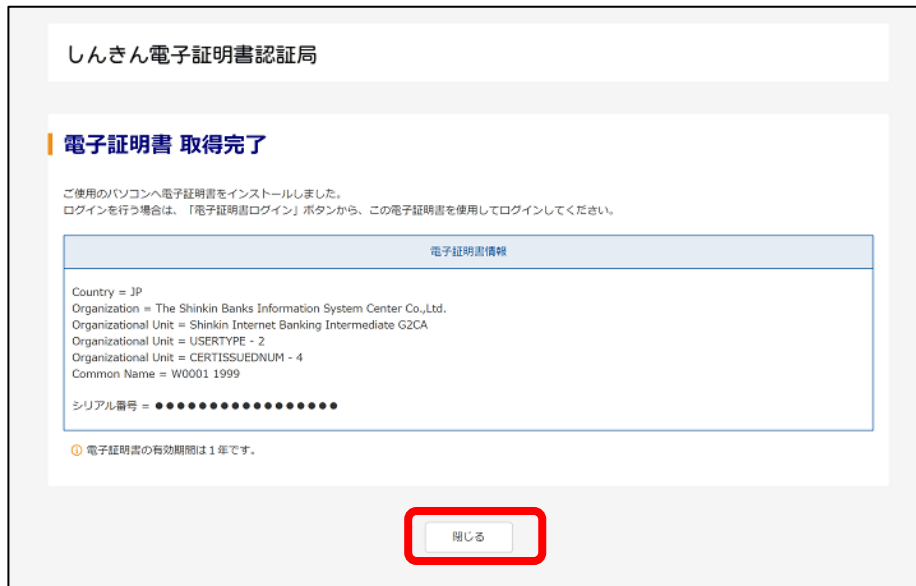 しんきん電子証明書認証局
電子証明書 取得完了
ご使用のパソコンへ電子証明書をインストールしました。
ログインを行う場合は、「電子証明書ログイン」ボタンから、この電子証明書を使用してログインしてください。
電子証明書情報
Country = JP
Organization = The Shinkin Banks Information System Center Co.,Ltd.
Organizational Unit = Shinkin Internet Banking Intermediate G2CA
Organizational Unit = USERTYPE - 2
Organizational Unit = CERTISSUEDNUM - 4
Common Name = W0001 1999
シリアル番号 = ●●●●●●●●●●●●●●●●●
電子証明書の有効期間は1年です。
閉じる